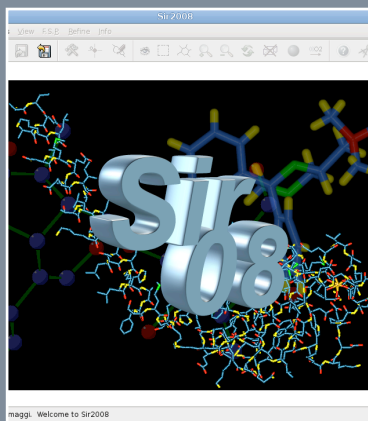 Sir2008
View F.S.R. Refine Info
Sir
08
maggi. Welcome to Sir2008